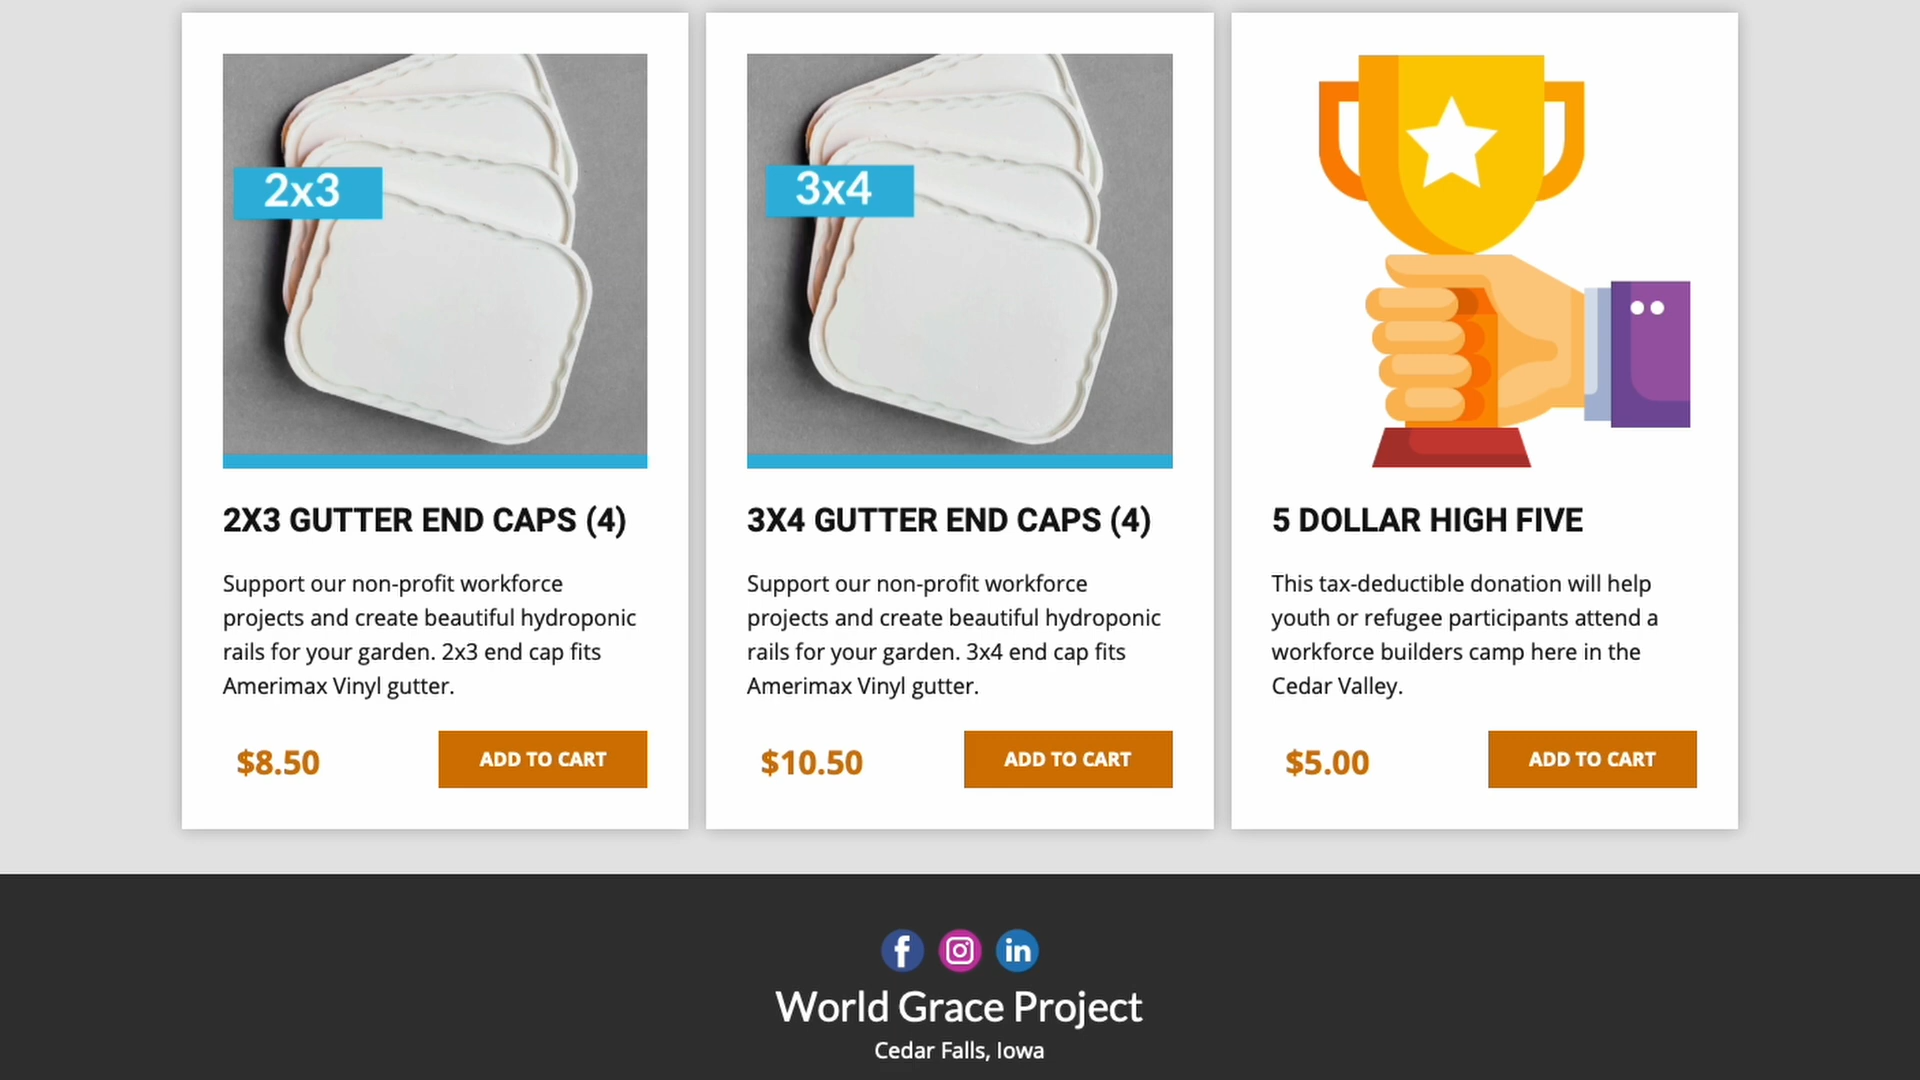 2x3
2X3 GUTTER END CAPS (4)
Support our non-profit workforce
projects and create beautiful hydroponic
rails for your garden. 2x3 end cap fits
Amerimax Vinyl gutter.
$8.50
ADD TO CART
3x4
3X4 GUTTER END CAPS (4)
Support our non-profit workforce
projects and create beautiful hydroponic
rails for your garden. 3x4 end cap fits
Amerimax Vinyl gutter.
$10.50
ADD TO CART
5 DOLLAR HIGH FIVE
This tax-deductible donation will help
youth or refugee participants attend a
workforce builders camp here in the
Cedar Valley.
$5.00
ADD TO CART
f
in
World Grace Project
Cedar Falls, Iowa